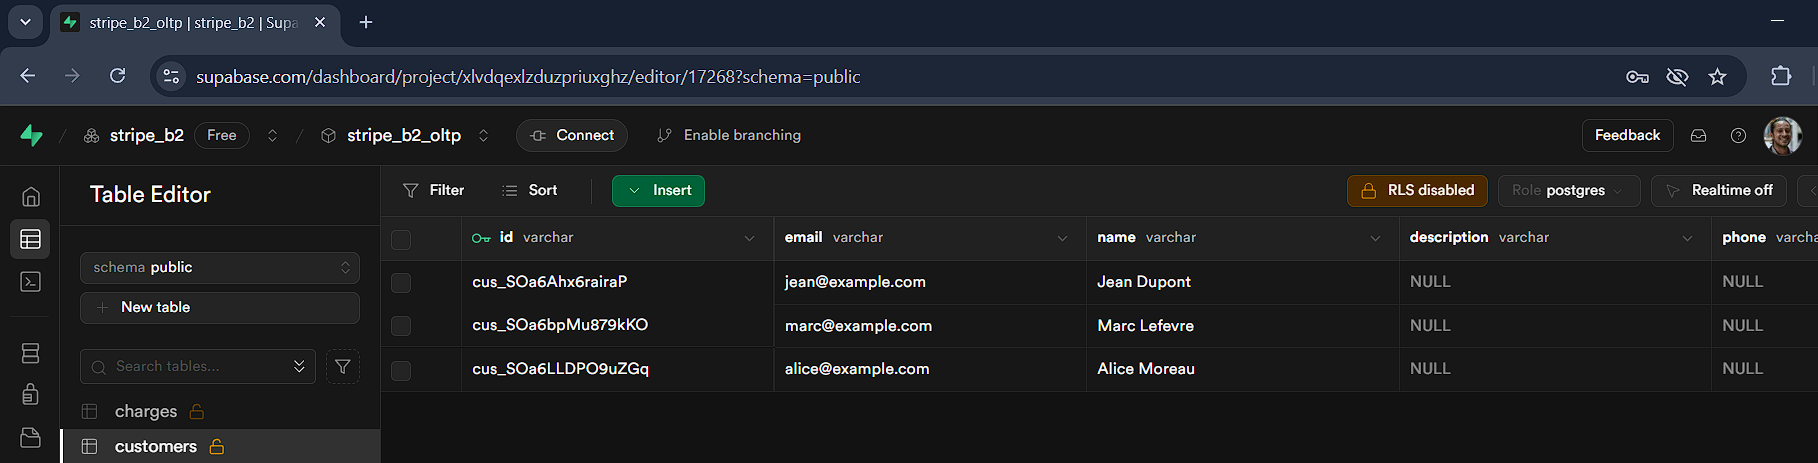 stripe_b2_oltp | stripe_b2 | Supa
supabase.com/dashboard/project/xlvdqexlzduzpriuxghz/editor/17268?schema=public
/ stripe_b2 Free / stripe_b2_oltp Connect Enable branching Feedback
Table Editor
Filter Sort Insert RLS disabled Role postgres Realtime off
id varchar email varchar name varchar description varchar phone varcha
schema public
New table
Search tables...
charges
customers
cus_SOa6Ahx6rairaP jean@example.com Jean Dupont NULL NULL
cus_SOa6bpMu879kKO marc@example.com Marc Lefevre NULL NULL
cus_SOa6LLDPO9uZGq alice@example.com Alice Moreau NULL NULL